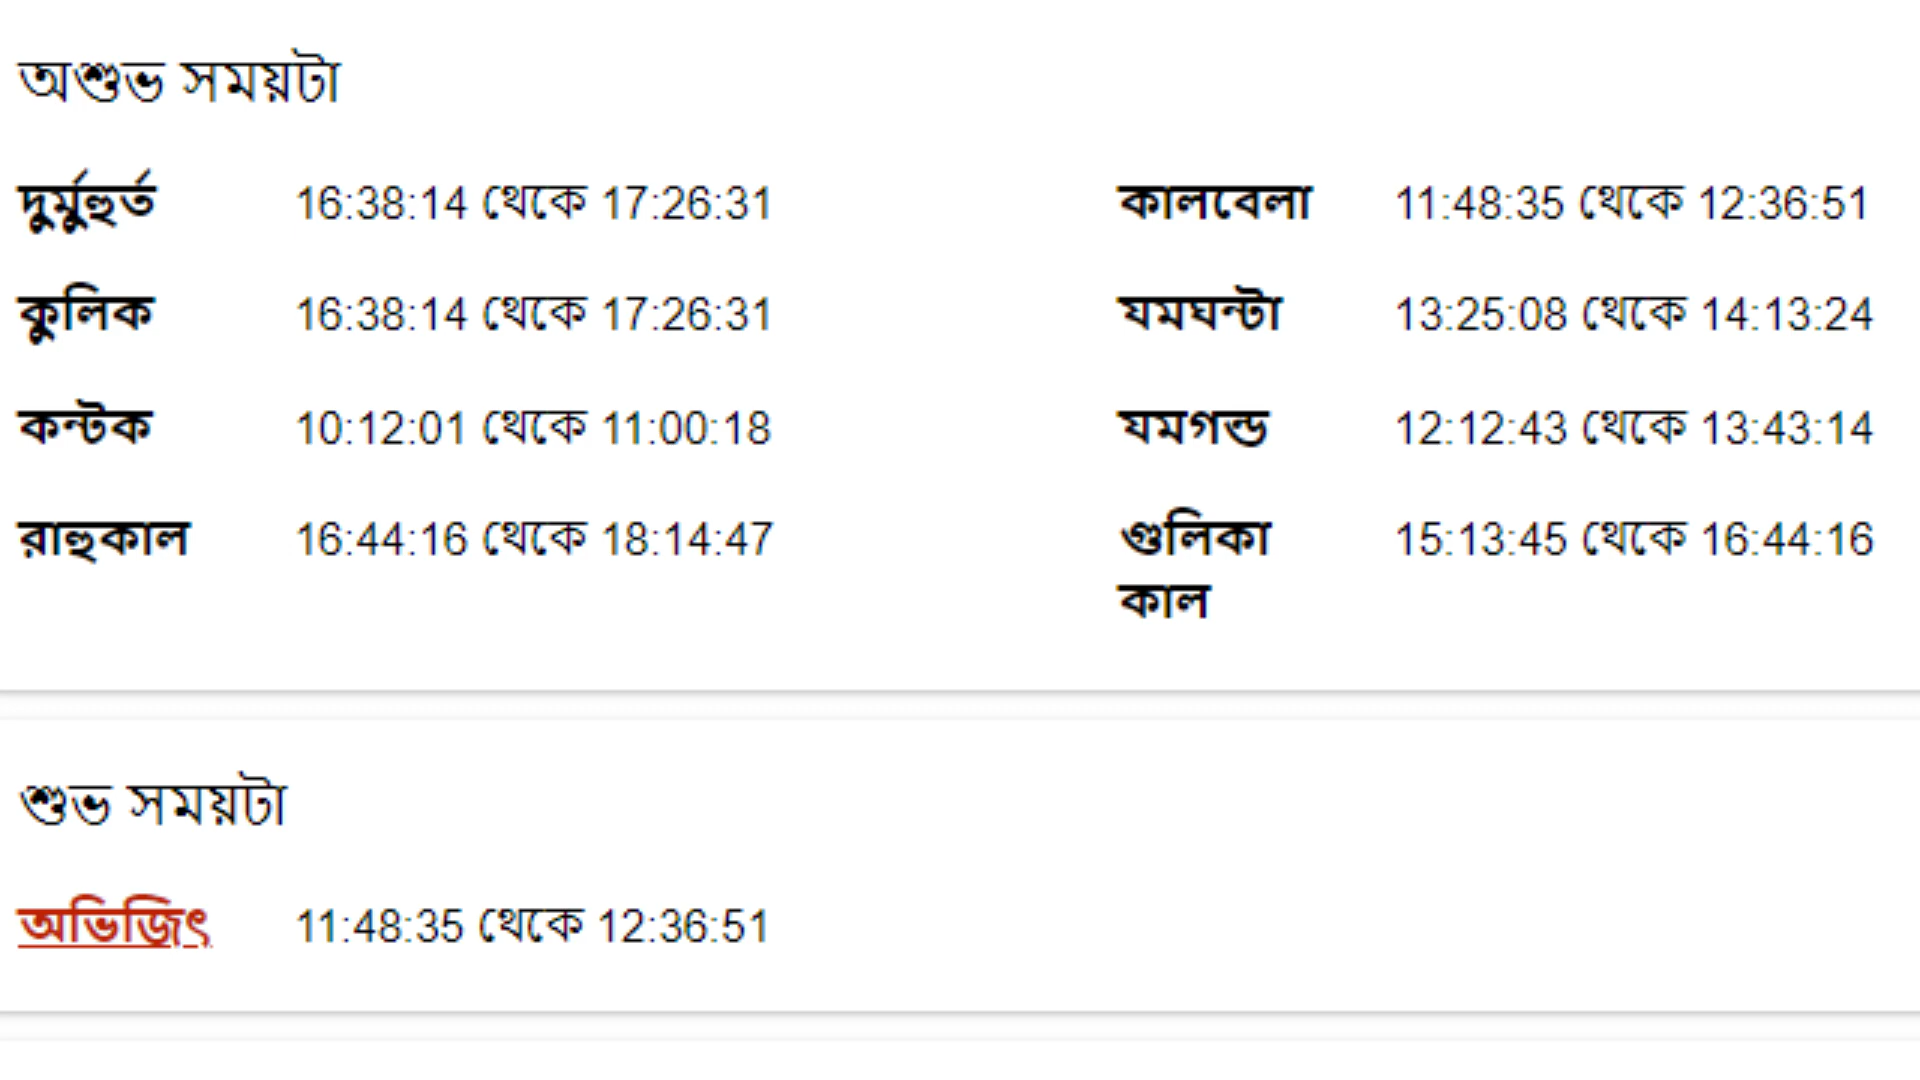 অশুভ সময়টা
দুর্মুহুর্ত 16:38:14 থেকে 17:26:31 কালবেলা 11:48:35 থেকে 12:36:51
কুলিক 16:38:14 থেকে 17:26:31 যমঘন্টা 13:25:08 থেকে 14:13:24
কন্টক 10:12:01 থেকে 11:00:18 যমগন্ড 12:12:43 থেকে 13:43:14
রাহুকাল 16:44:16 থেকে 18:14:47 গুলিকা 15:13:45 থেকে 16:44:16
কাল
শুভ সময়টা
অভিজিৎ 11:48:35 থেকে 12:36:51